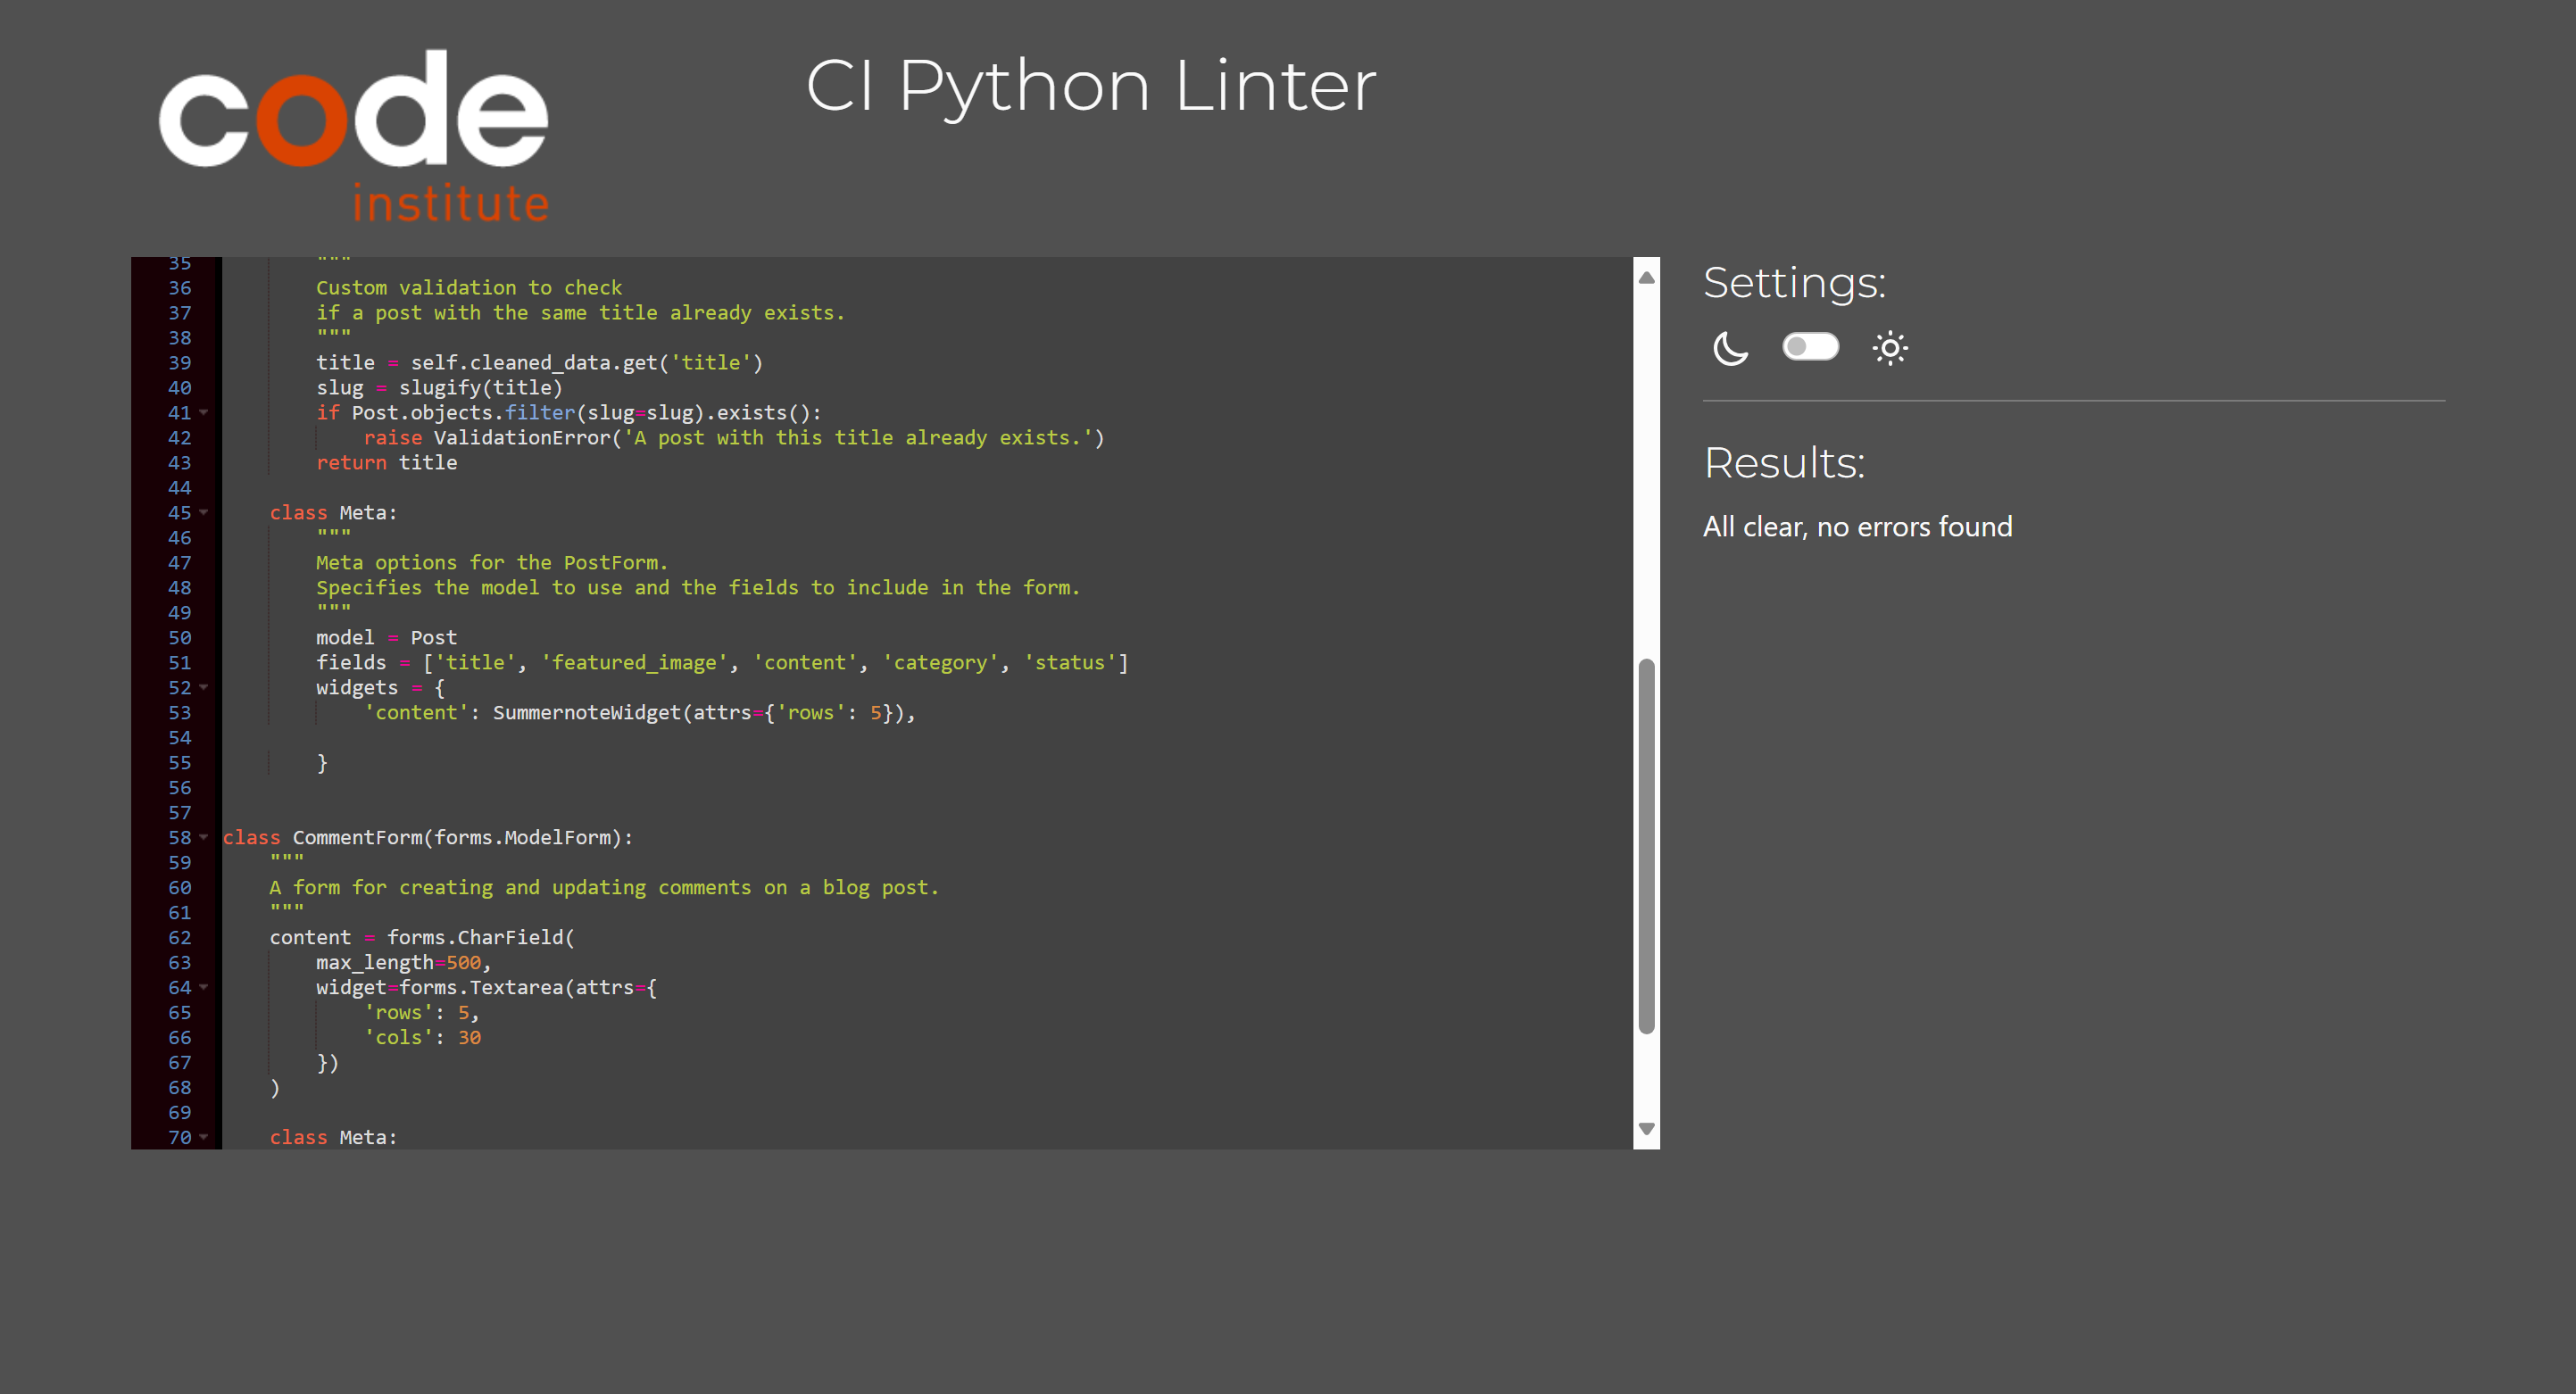 code
institute
CI Python Linter
35 """
36 Custom validation to check
37 if a post with the same title already exists.
38 """
39 title = self.cleaned_data.get('title')
40 slug = slugify(title)
41 if Post.objects.filter(slug=slug).exists():
42 raise ValidationError('A post with this title already exists.')
43 return title
44
45 class Meta:
46 """
47 Meta options for the PostForm.
48 Specifies the model to use and the fields to include in the form.
49 """
50 model = Post
51 fields = ['title', 'featured_image', 'content', 'category', 'status']
52 widgets = {
53 'content': SummernoteWidget(attrs={'rows': 5}),
54
55 }
56
57
58 class CommentForm(forms.ModelForm):
59 """
60 A form for creating and updating comments on a blog post.
61 """
62 content = forms.CharField(
63 max_length=500,
64 widget=forms.Textarea(attrs={
65 'rows': 5,
66 'cols': 30
67 })
68 )
69
70 class Meta:
Settings:
Results:
All clear, no errors found